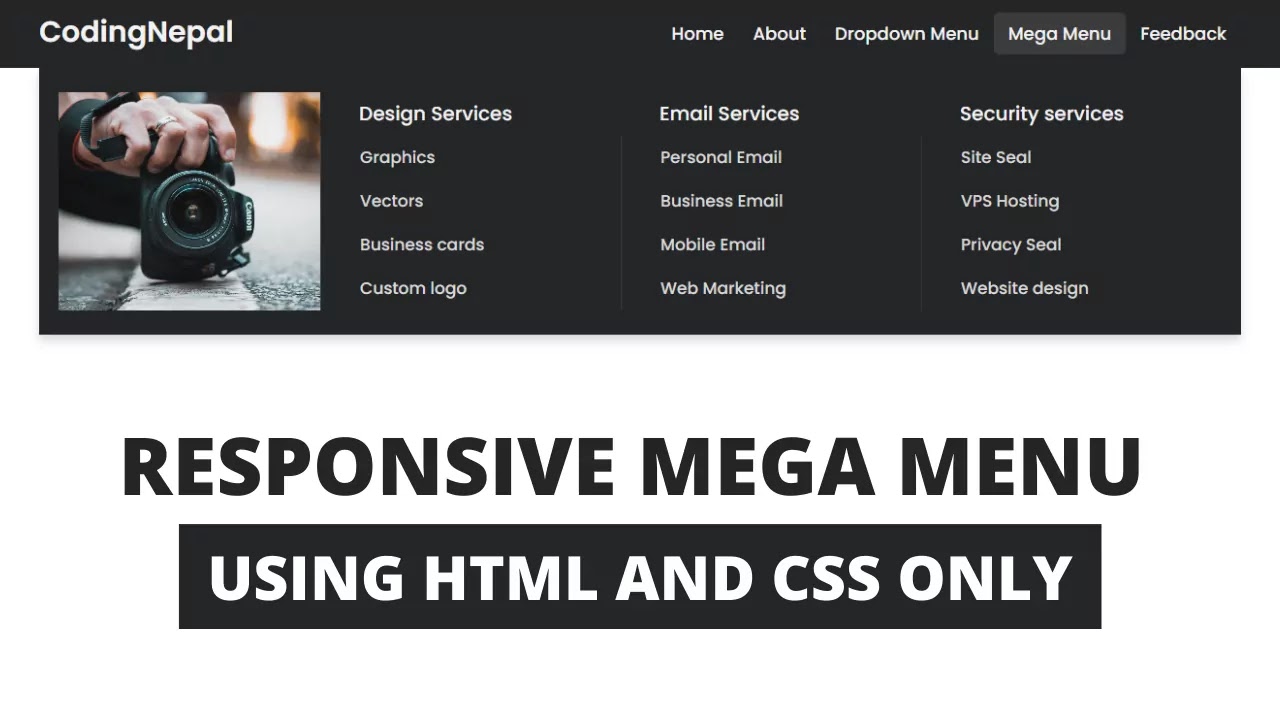 CodingNepal
Home About Dropdown Menu Mega Menu Feedback
Design Services
Graphics
Vectors
Business cards
Custom logo
Email Services
Personal Email
Business Email
Mobile Email
Web Marketing
Security services
Site Seal
VPS Hosting
Privacy Seal
Website design
Canon
RESPONSIVE MEGA MENU
USING HTML AND CSS ONLY